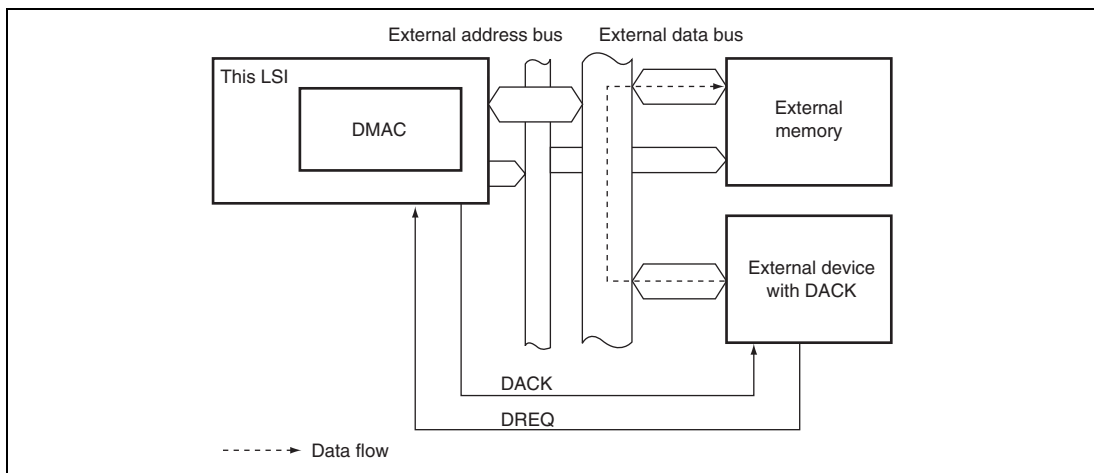 External address bus
External data bus
This LSI
DMAC
External
memory
External device
with DACK
DACK
DREQ
Data flow